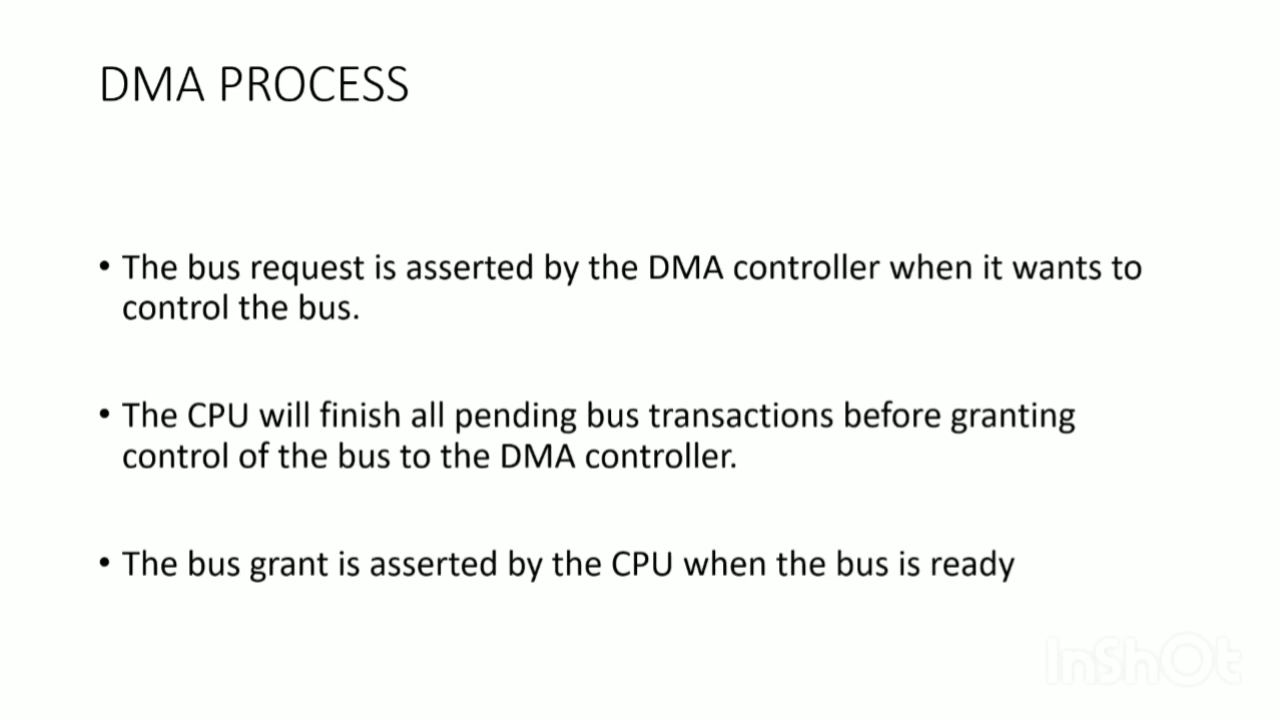 DMA PROCESS
• The bus request is asserted by the DMA controller when it wants to
control the bus.
• The CPU will finish all pending bus transactions before granting
control of the bus to the DMA controller.
• The bus grant is asserted by the CPU when the bus is ready
InShOt